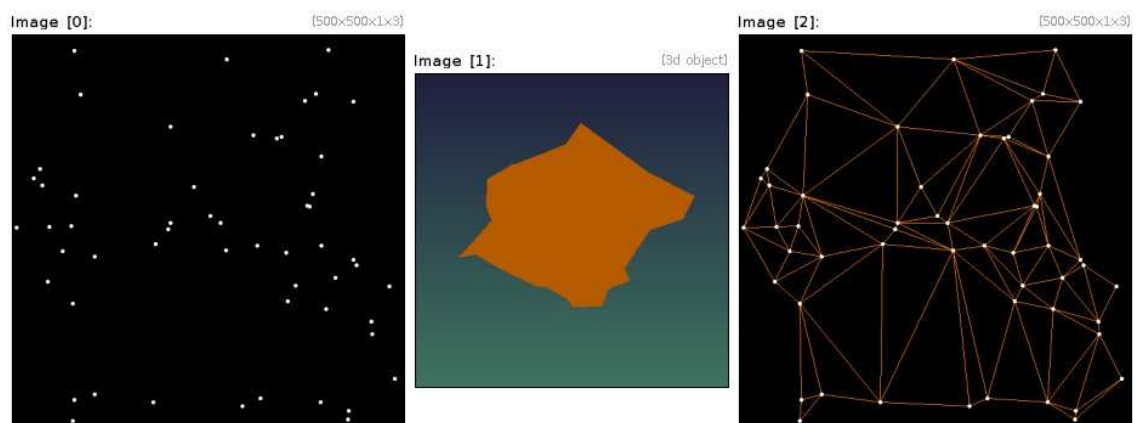 Image [0]:
(500×500×1×3)
Image [1]:
(3d object)
Image [2]:
(500×500×1×3)